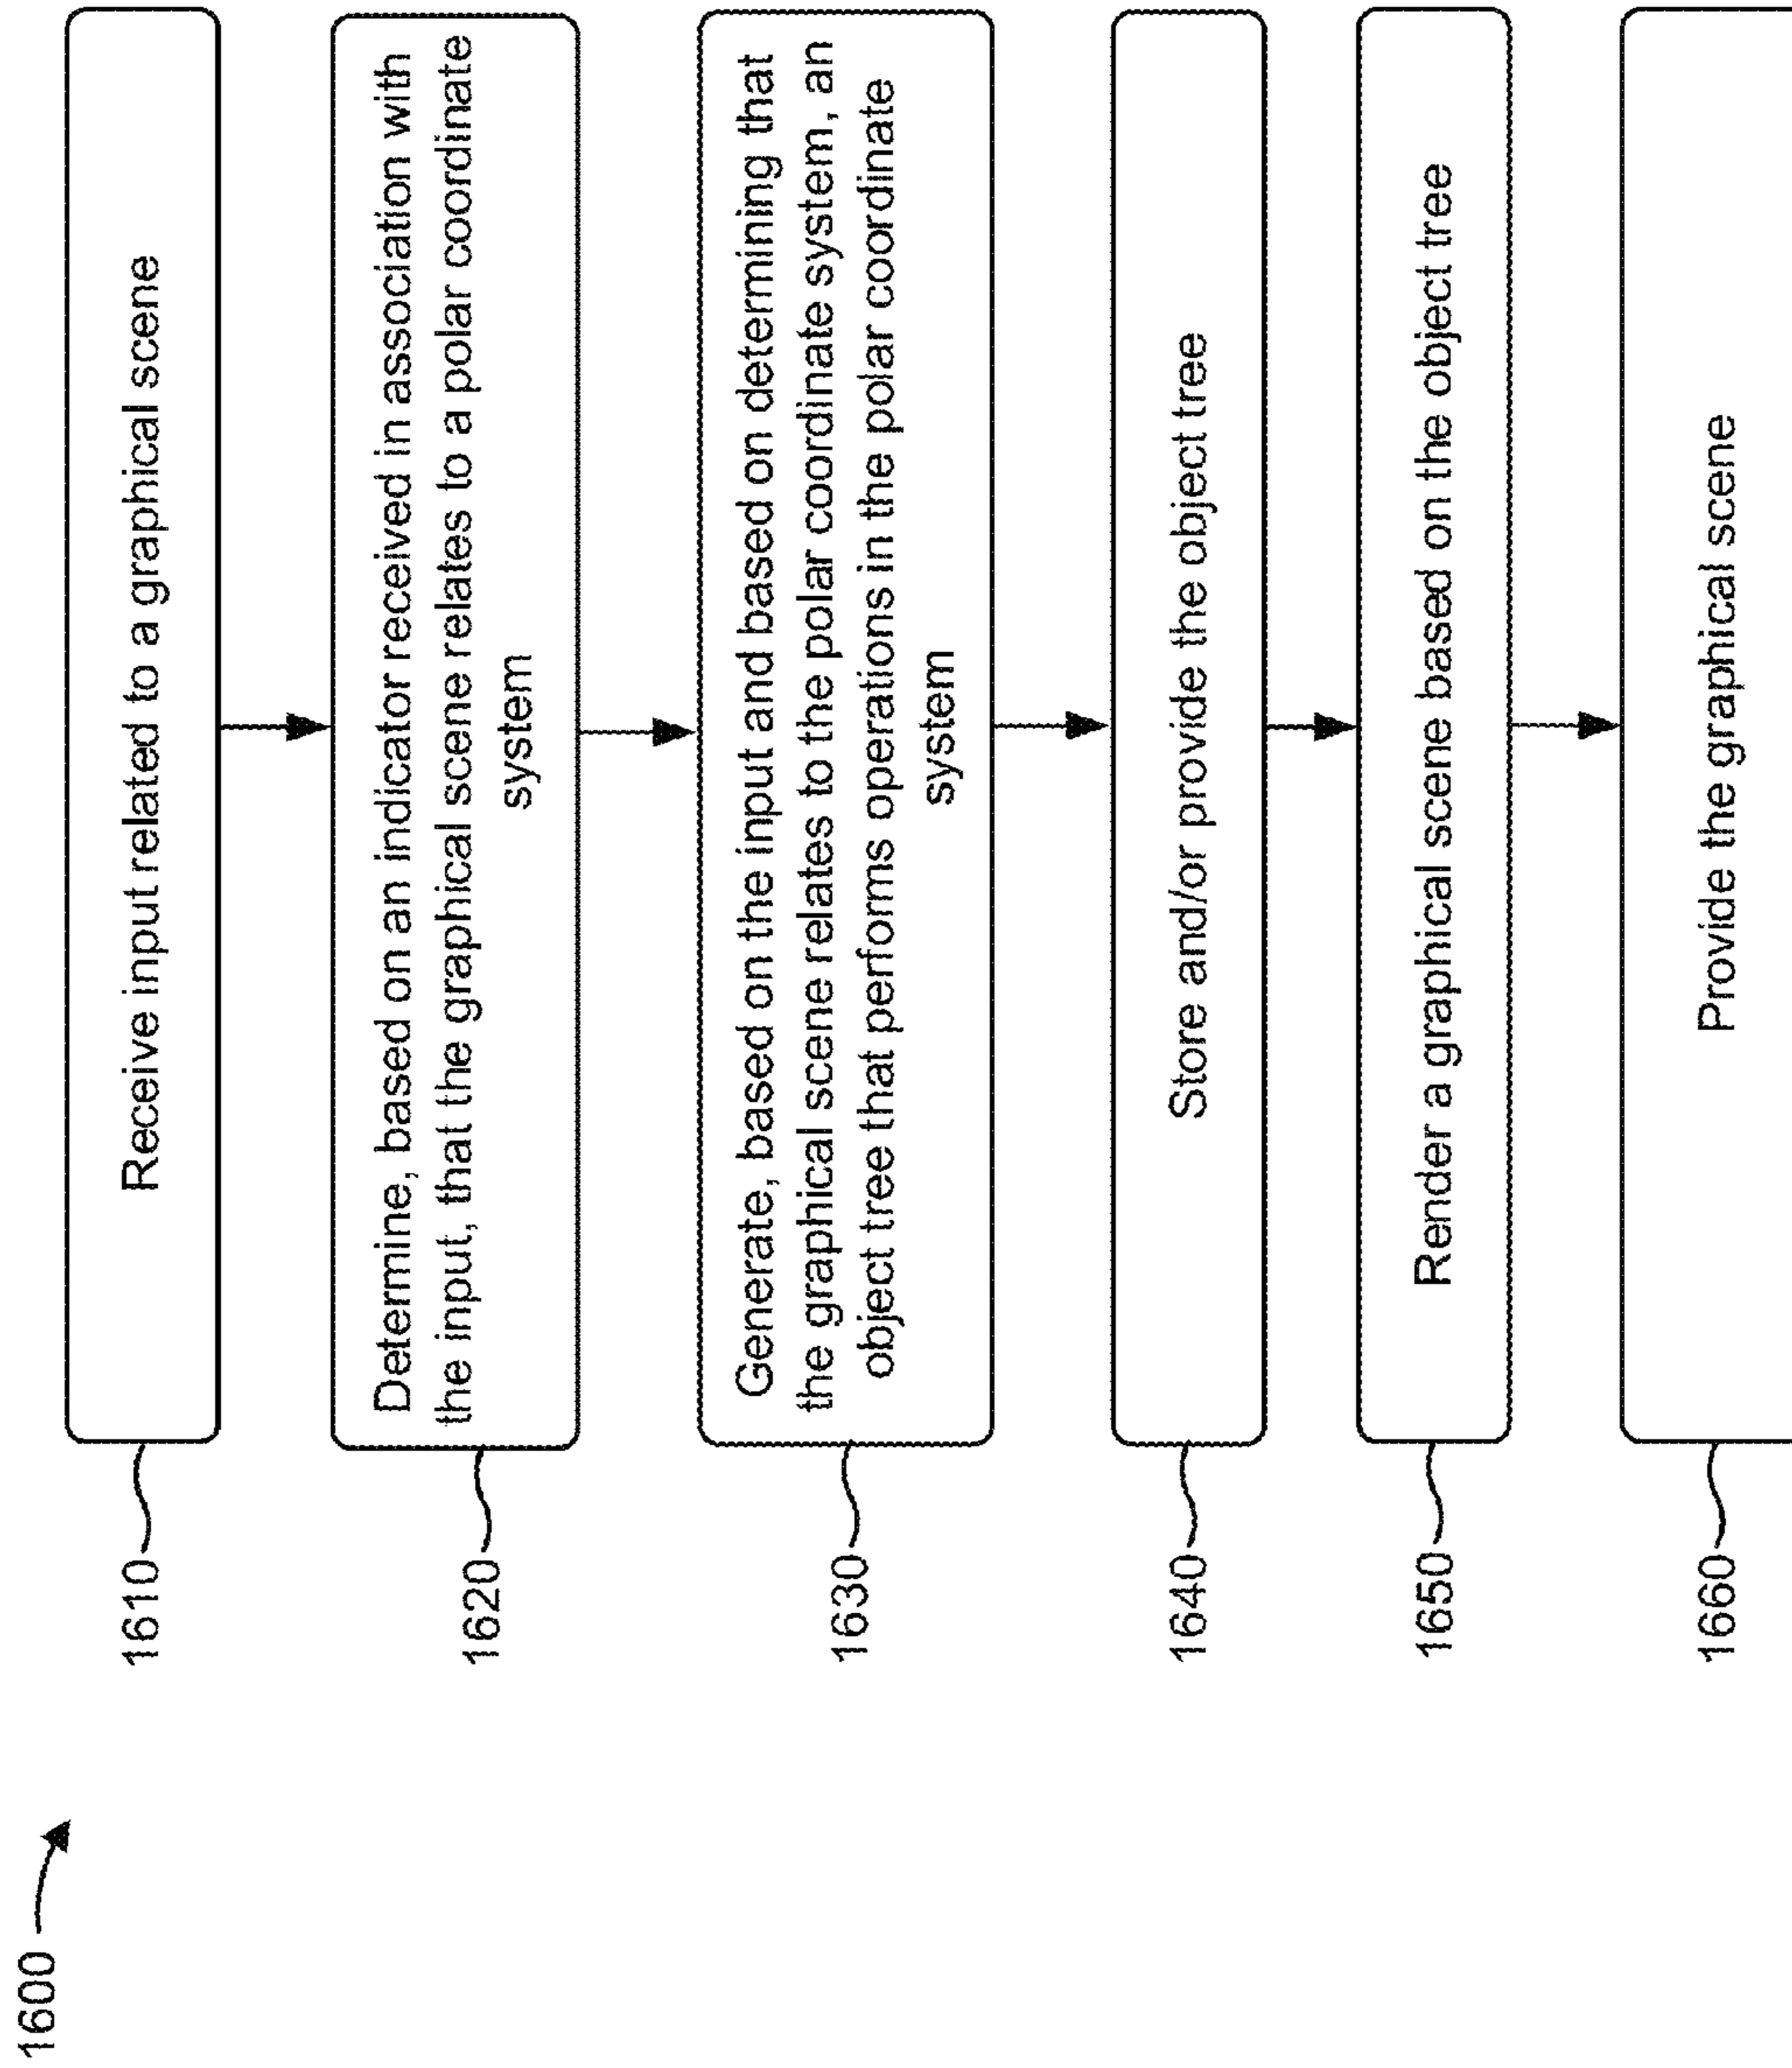 1600
1610
Receive input related to a graphical scene
1620
Determine, based on an indicator received in association with
the input, that the graphical scene relates to a polar coordinate
system
1630
Generate, based on the input and based on determining that
the graphical scene relates to the polar coordinate system, an
object tree that performs operations in the polar coordinate
system
1640
Store and/or provide the object tree
1650
Render a graphical scene based on the object tree
1660
Provide the graphical scene